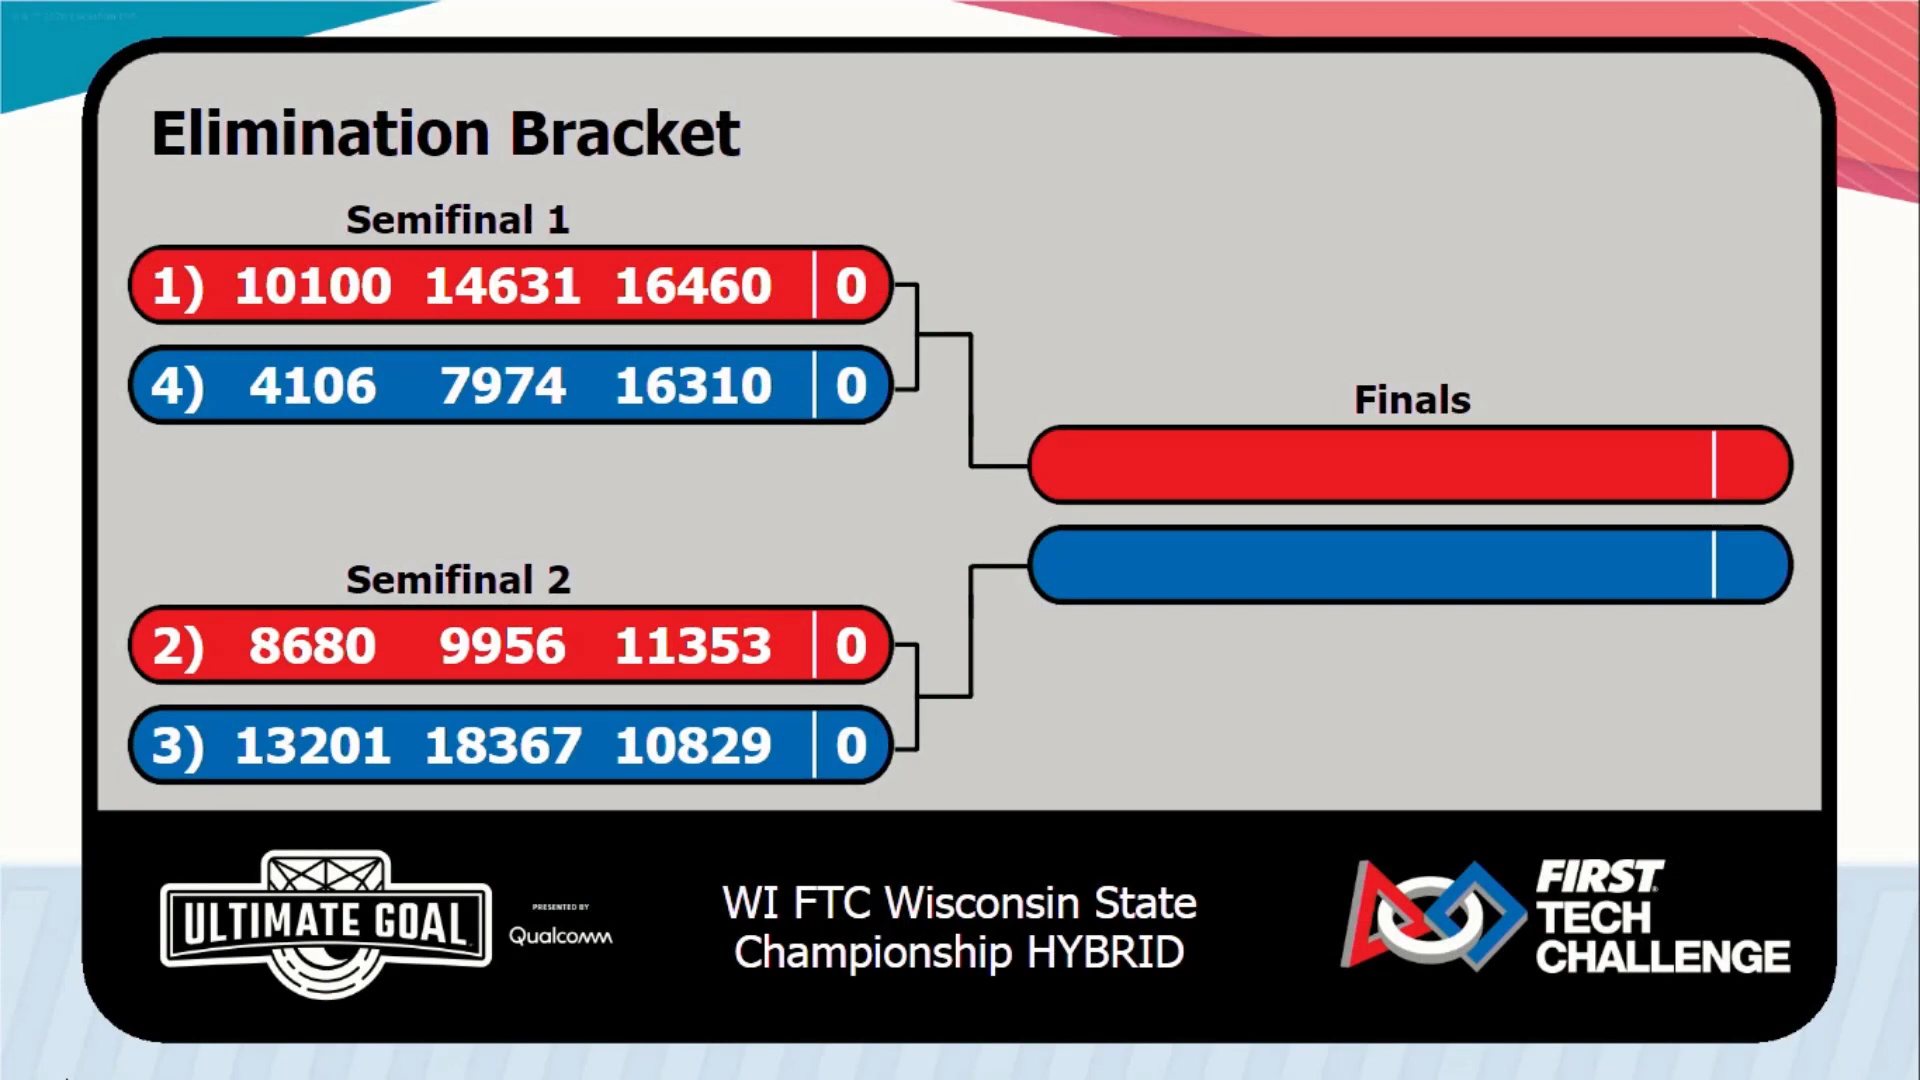 Elimination Bracket
Semifinal 1
1) 10100 14631 16460 0
4) 4106 7974 16310 0
Finals
Semifinal 2
2) 8680 9956 11353 0
3) 13201 18367 10829 0
ULTIMATE GOAL
PRESENTED BY
Qualcomm
WI FTC Wisconsin State
Championship HYBRID
FIRST
TECH
CHALLENGE